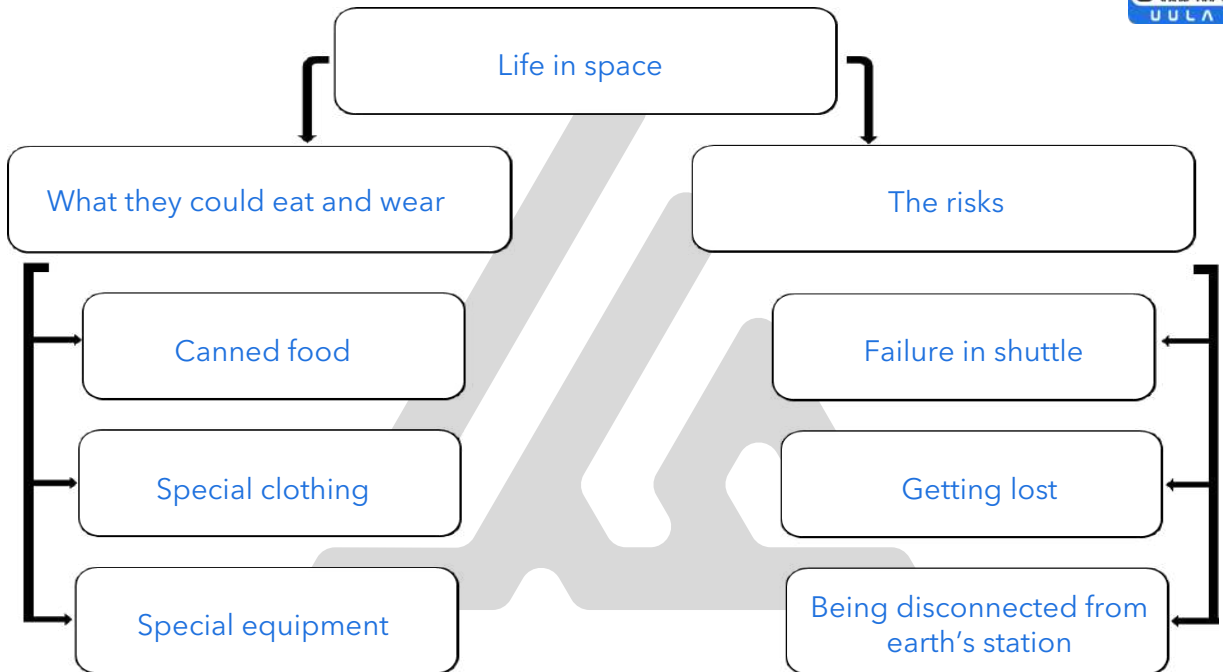 UULA
Life in space
What they could eat and wear
The risks
Canned food
Failure in shuttle
Special clothing
Getting lost
Special equipment
Being disconnected from
earth's station